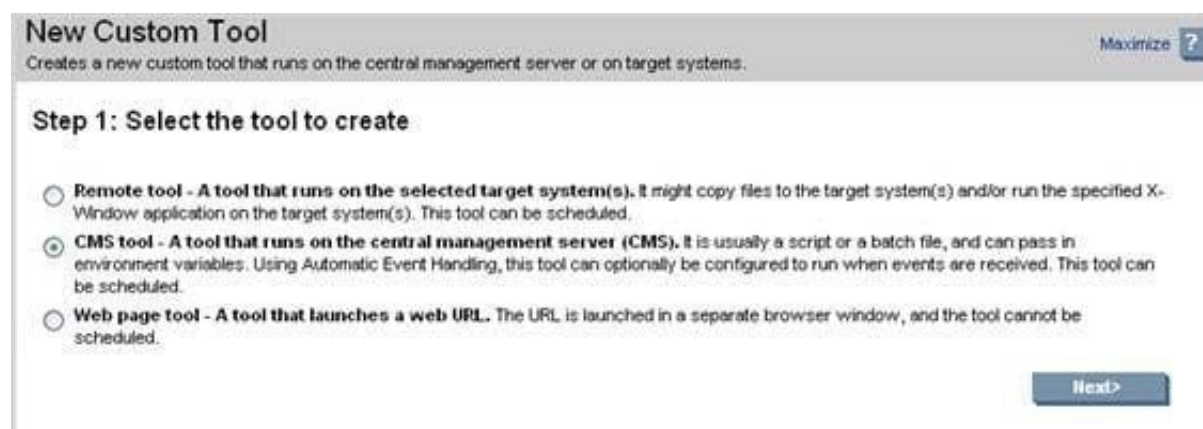 New Custom Tool
Maximize ?
Creates a new custom tool that runs on the central management server or on target systems.
Step 1: Select the tool to create
Remote tool - A tool that runs on the selected target system(s). It might copy files to the target system(s) and/or run the specified X-
Window application on the target system(s). This tool can be scheduled.
CMS tool - A tool that runs on the central management server (CMS). It is usually a script or a batch file, and can pass in
environment variables. Using Automatic Event Handling, this tool can optionally be configured to run when events are received. This tool can
be scheduled.
Web page tool - A tool that launches a web URL. The URL is launched in a separate browser window, and the tool cannot be
scheduled.
Next>